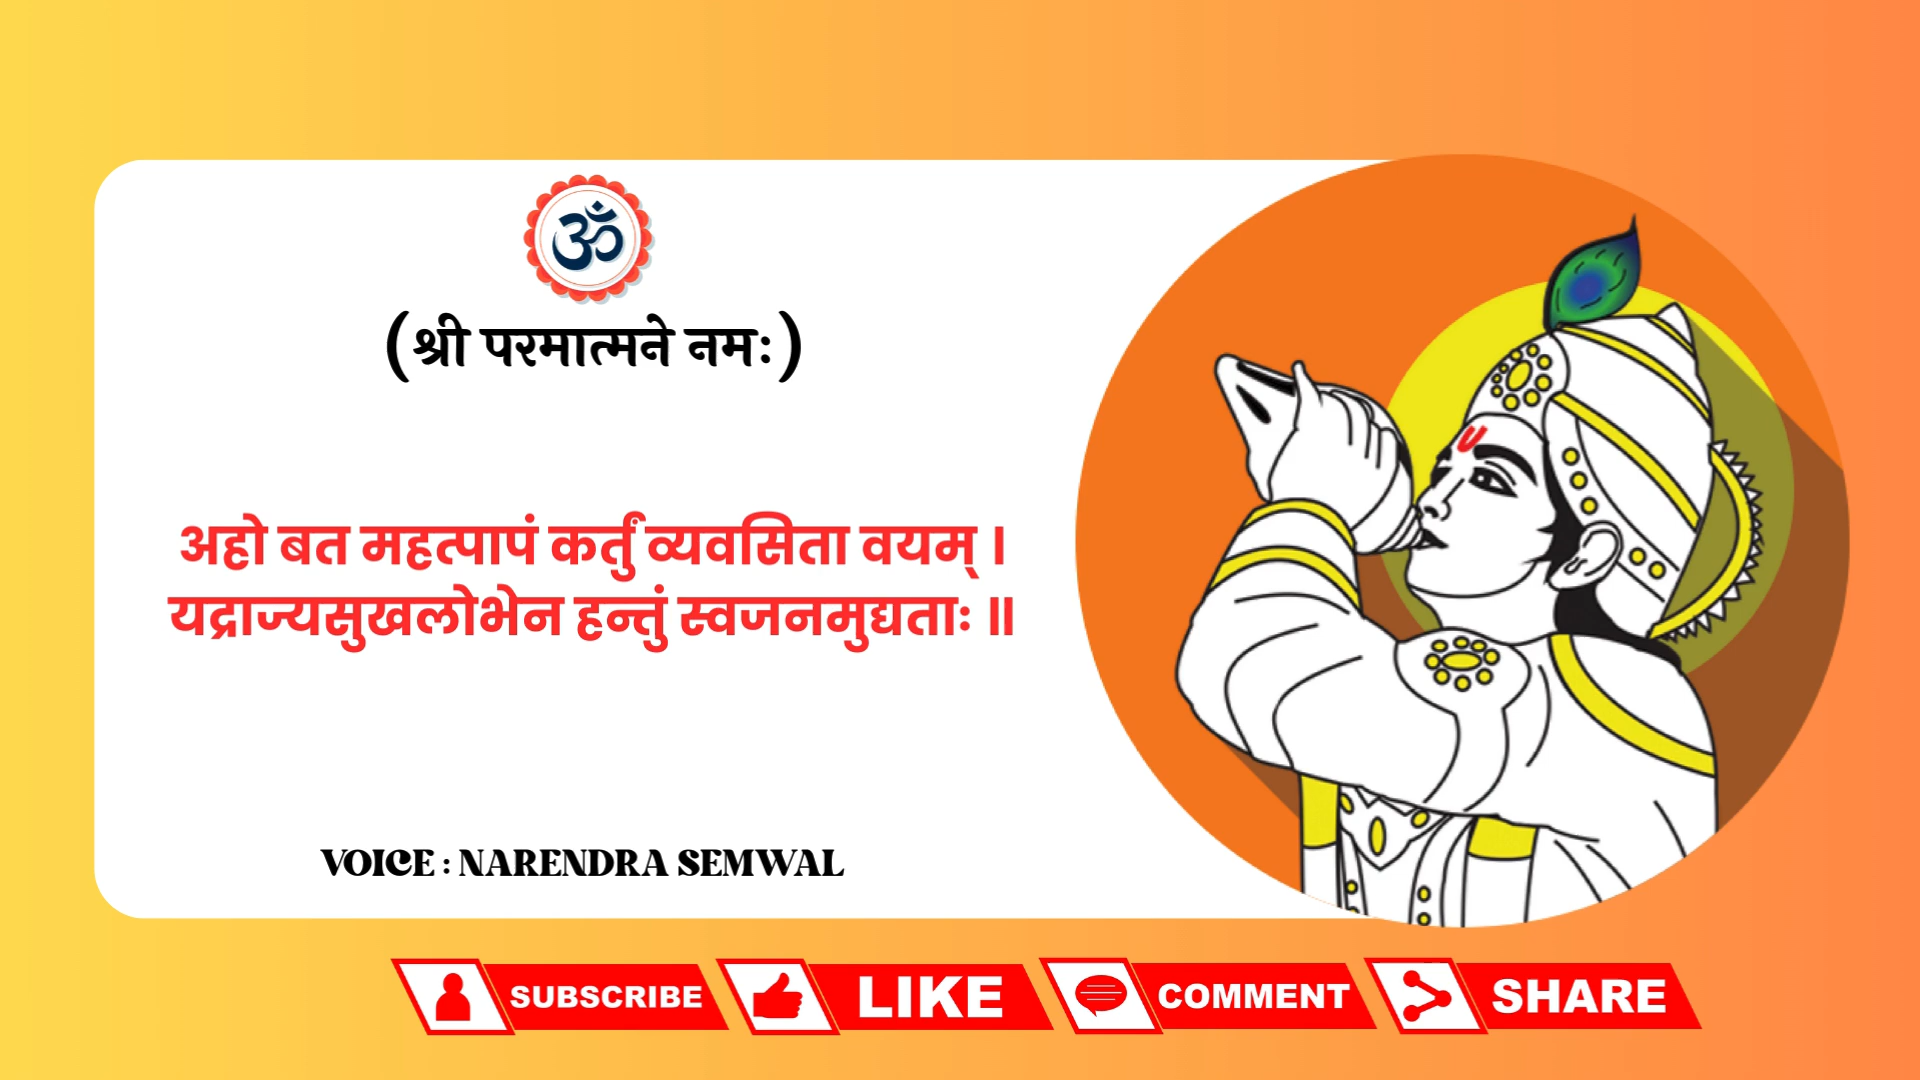 ॐ
(श्री परमात्मने नमः)
अहो बत महत्पापं कर्तुं व्यवसिता वयम् ।
यद्राज्यसुखलोभेन हन्तुं स्वजनमुद्यताः ॥
VOICE : NARENDRA SEMWAL
SUBSCRIBE LIKE COMMENT SHARE